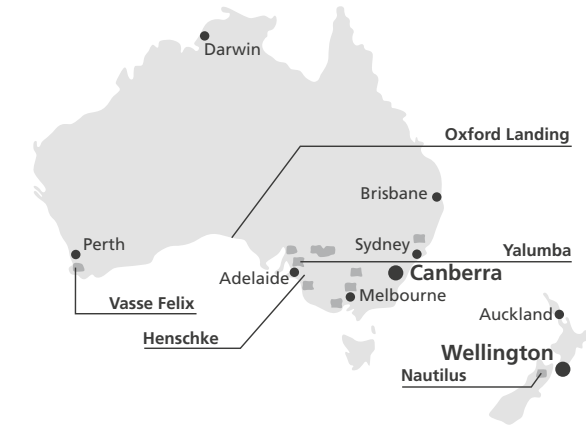 Darwin
Oxford Landing
Brisbane
Perth
Sydney
Yalumba
Adelaide
Canberra
Vasse Felix
Melbourne
Auckland
Henschke
Wellington
Nautilus